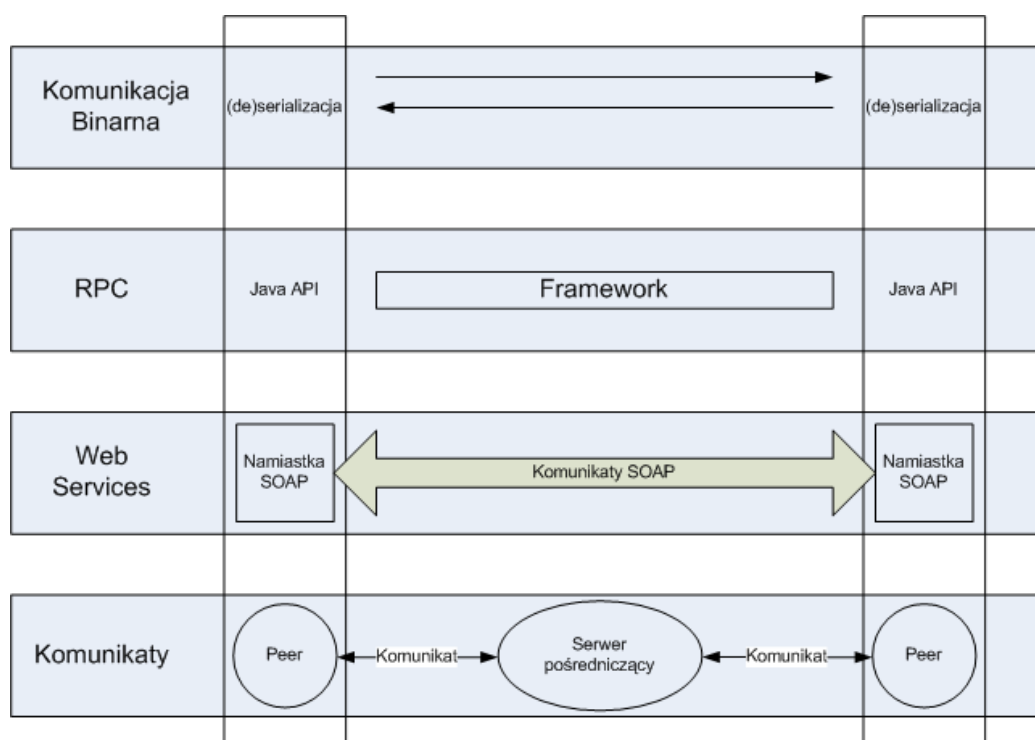 Komunikacja
Binarna
(de)serializacja
(de)serializacja
RPC
Java API
Framework
Java API
Web
Services
Namiastka
SOAP
Komunikaty SOAP
Namiastka
SOAP
Komunikaty
Peer
Komunikat
Serwer
pośredniczący
Komunikat
Peer